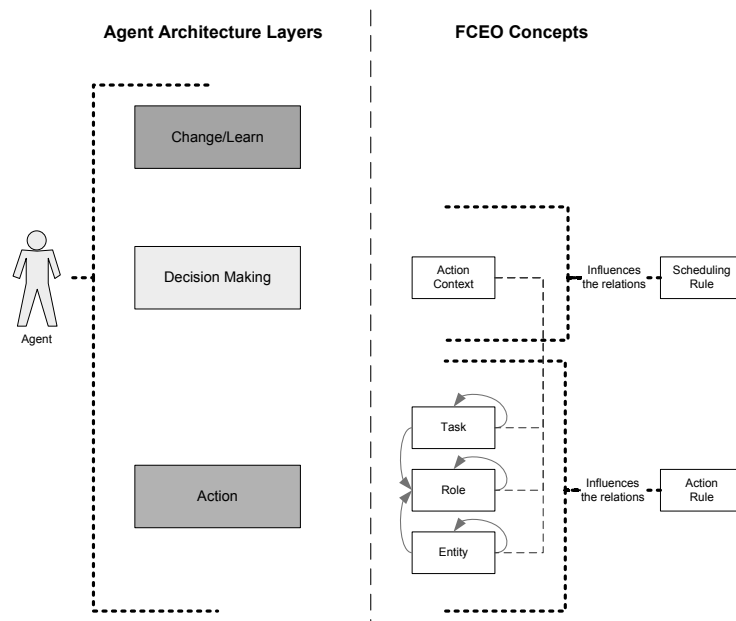 Agent Architecture Layers
FCEO Concepts
Change/Learn
Decision Making
Agent
Action
Context
Influences
the relations
Scheduling
Rule
Task
Role
Entity
Action
Influences
the relations
Action
Rule